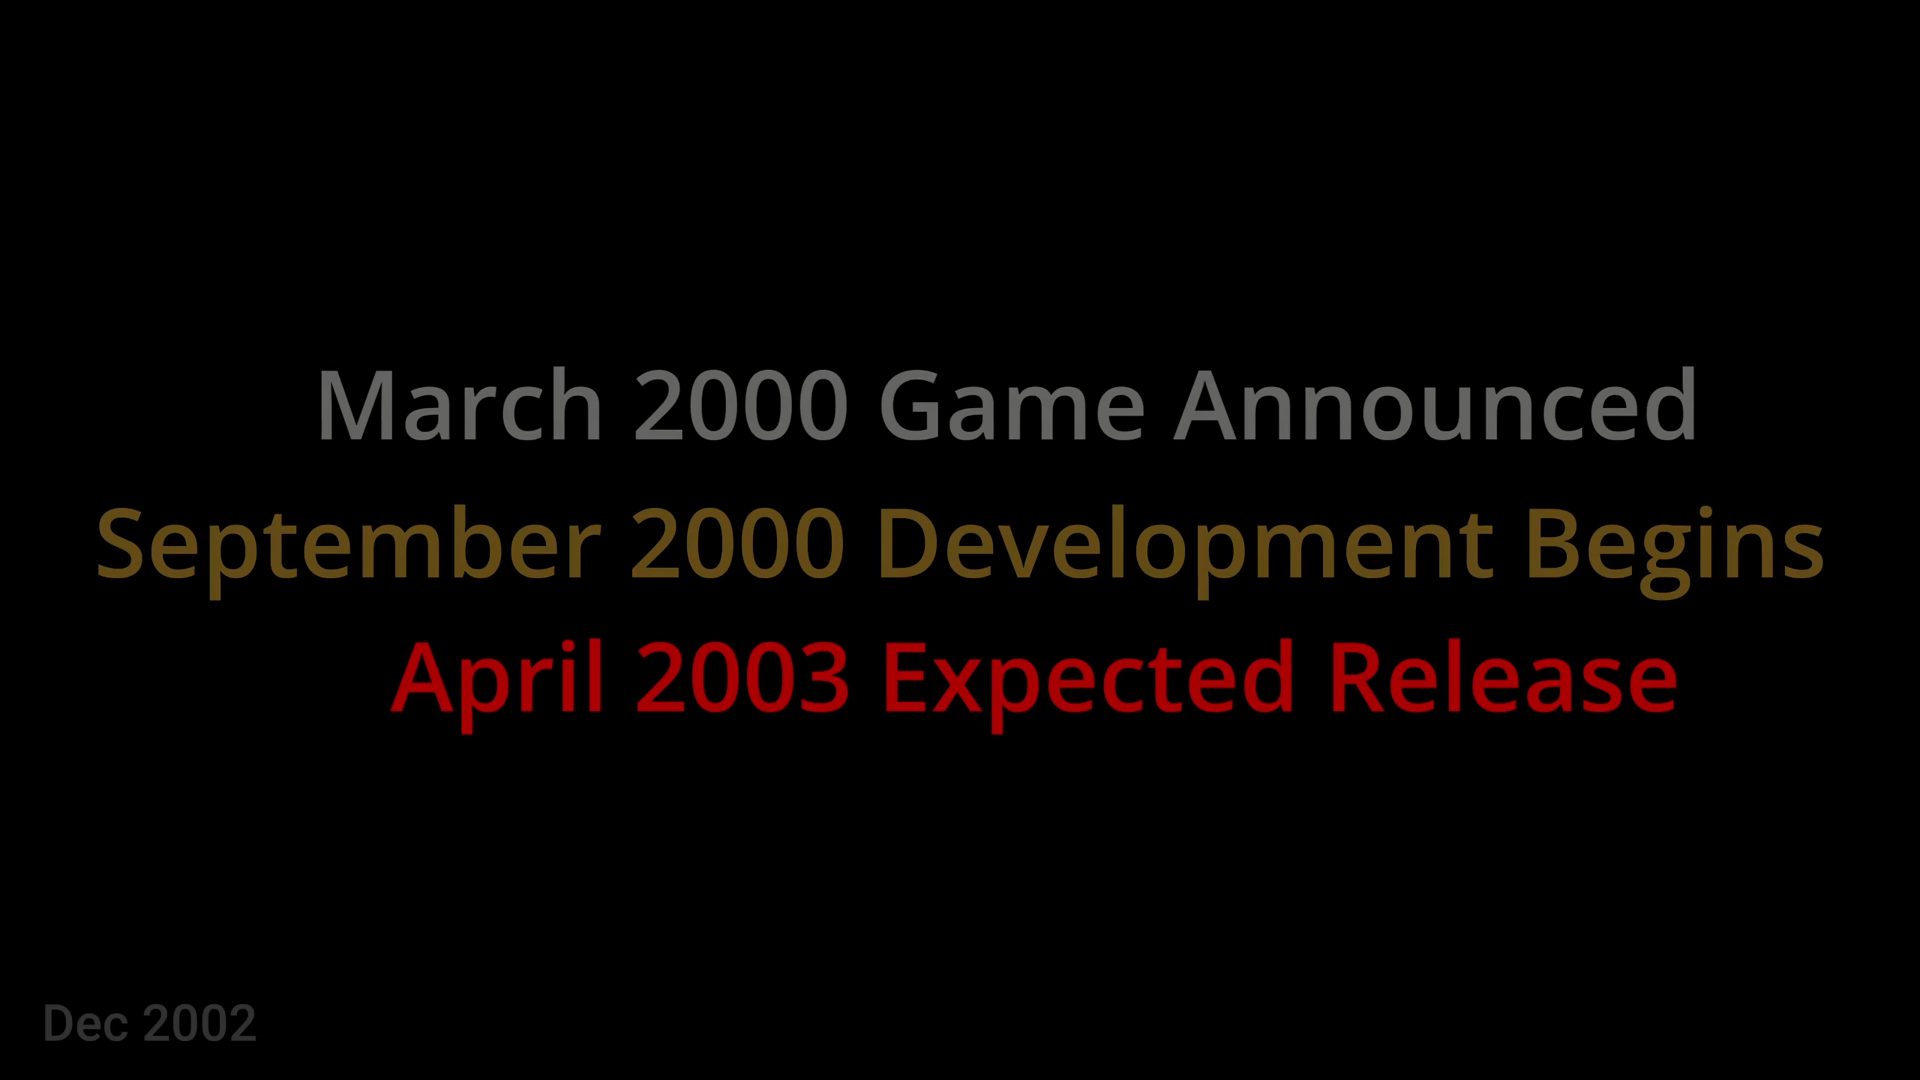 March 2000 Game Announced
September 2000 Development Begins
April 2003 Expected Release
Dec 2002